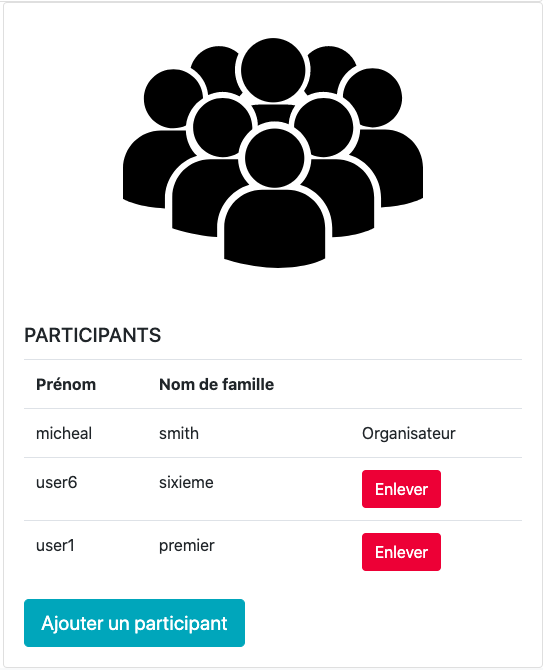 PARTICIPANTS
Prénom Nom de famille
micheal smith Organisateur
user6 sixieme Enlever
user1 premier Enlever
Ajouter un participant